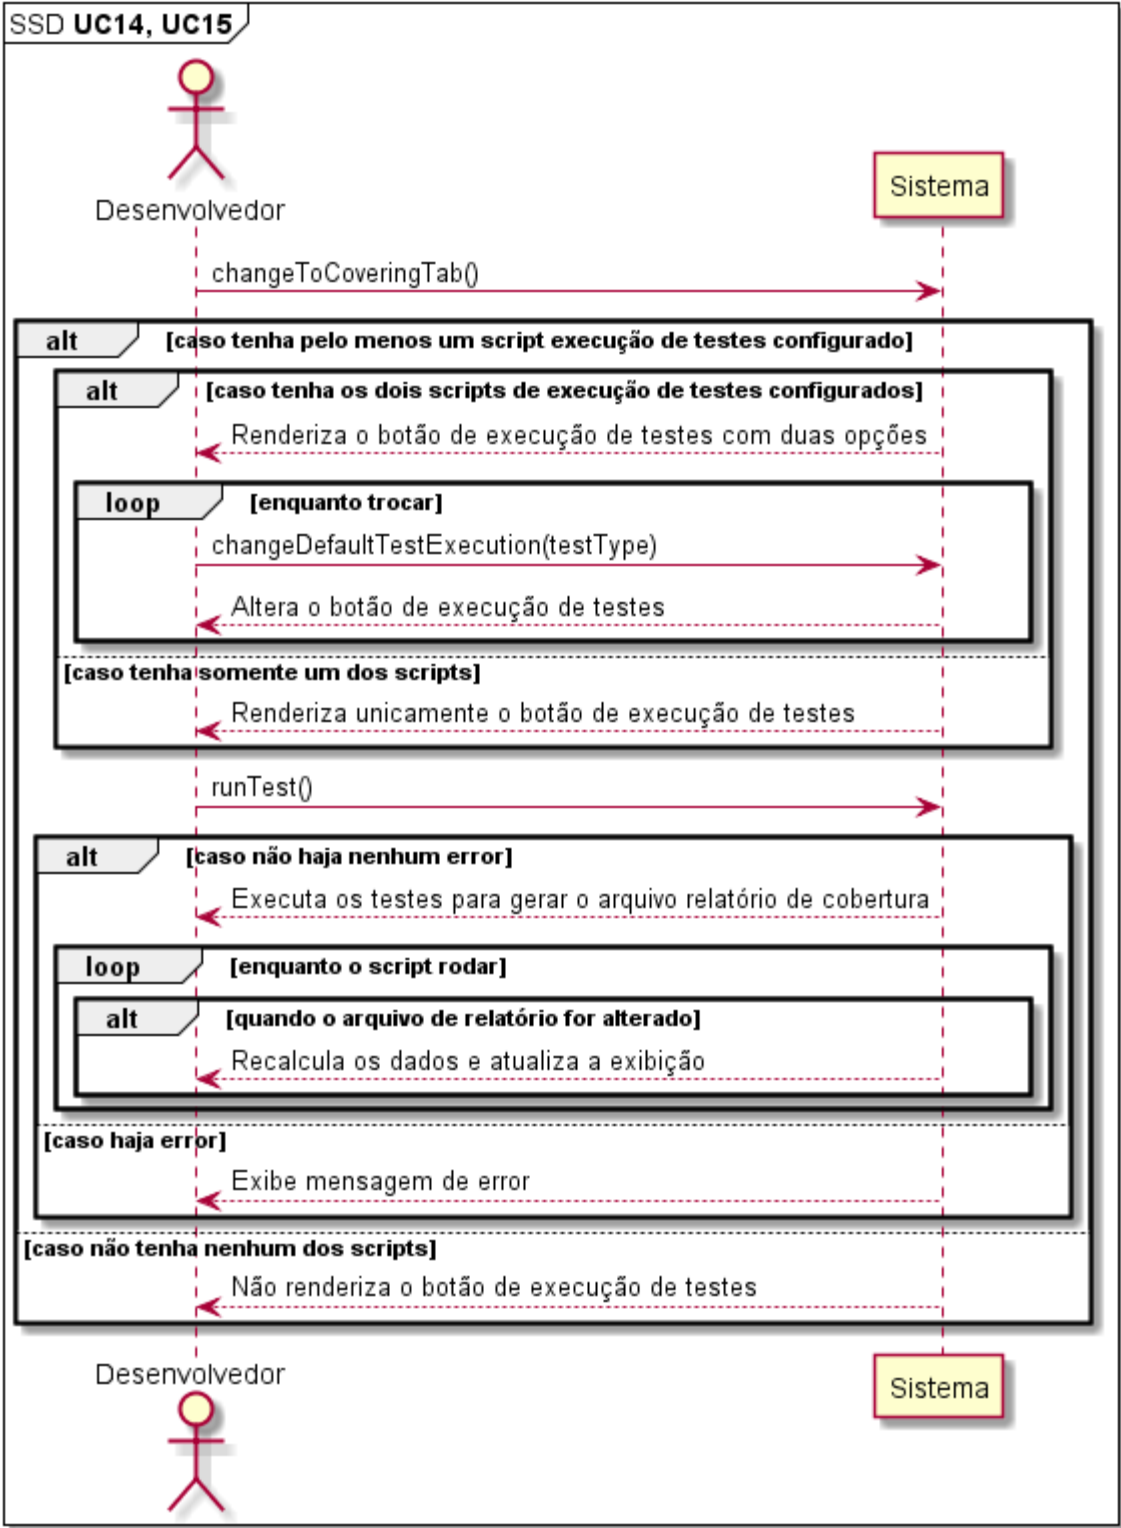 SSD UC14, UC15
Desenvolvedor
Sistema
changeToCoveringTab()
alt [caso tenha pelo menos um script execução de testes configurado]
alt [caso tenha os dois scripts de execução de testes configurados]
Renderiza o botão de execução de testes com duas opções
loop [enquanto trocar]
changeDefaultTestExecution(testType)
Altera o botão de execução de testes
[caso tenha somente um dos scripts]
Renderiza unicamente o botão de execução de testes
runTest()
alt [caso não haja nenhum error]
Executa os testes para gerar o arquivo relatório de cobertura
loop [enquanto o script rodar]
alt [quando o arquivo de relatório for alterado]
Recalcula os dados e atualiza a exibição
[caso haja error]
Exibe mensagem de error
[caso não tenha nenhum dos scripts]
Não renderiza o botão de execução de testes
Desenvolvedor
Sistema